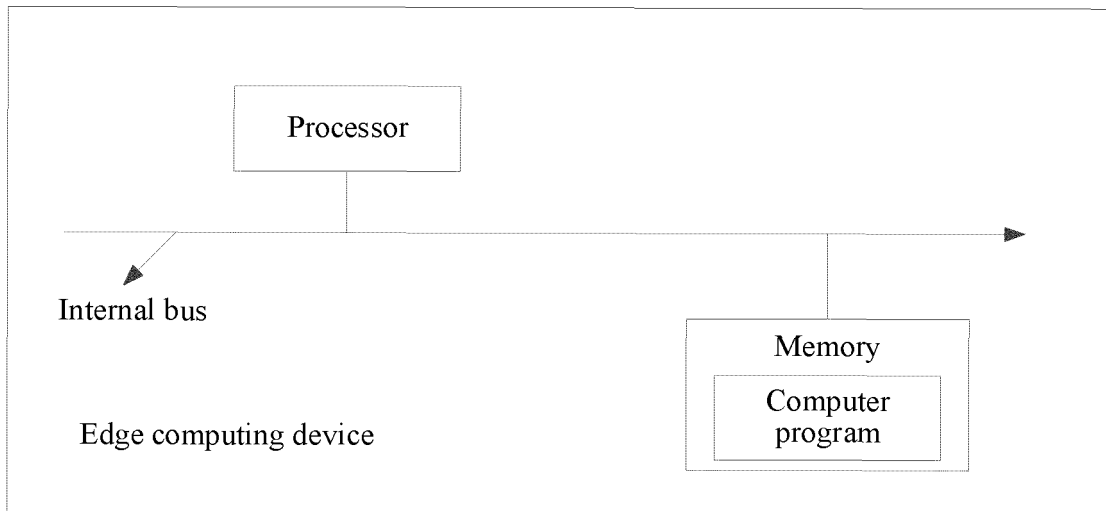 Processor
Internal bus
Memory
Computer
program
Edge computing device